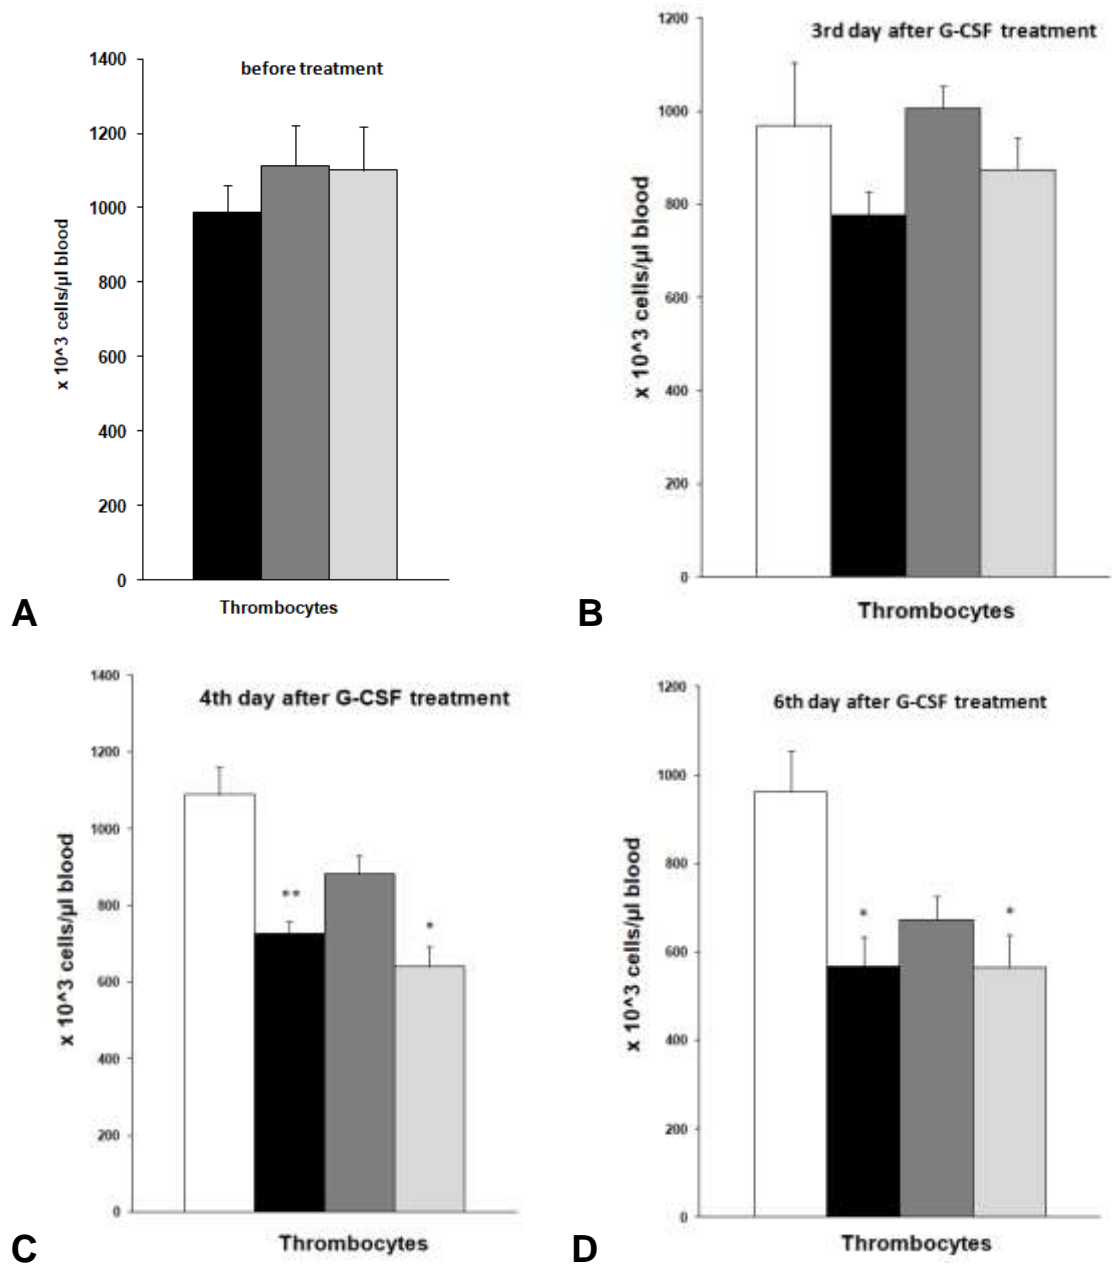 before treatment
1400
1200
1000
800
600
400
200
0
x 10^3 cells/µl blood
Thrombocytes
A
3rd day after G-CSF treatment
1200
1000
800
600
400
200
0
x 10^3 cells/µl blood
Thrombocytes
B
4th day after G-CSF treatment
1400
1200
1000
800
600
400
200
0
x 10^3 cells/µl blood
**
*
Thrombocytes
C
6th day after G-CSF treatment
1200
1000
800
600
400
200
0
x 10^3 cells/µl blood
*
*
Thrombocytes
D